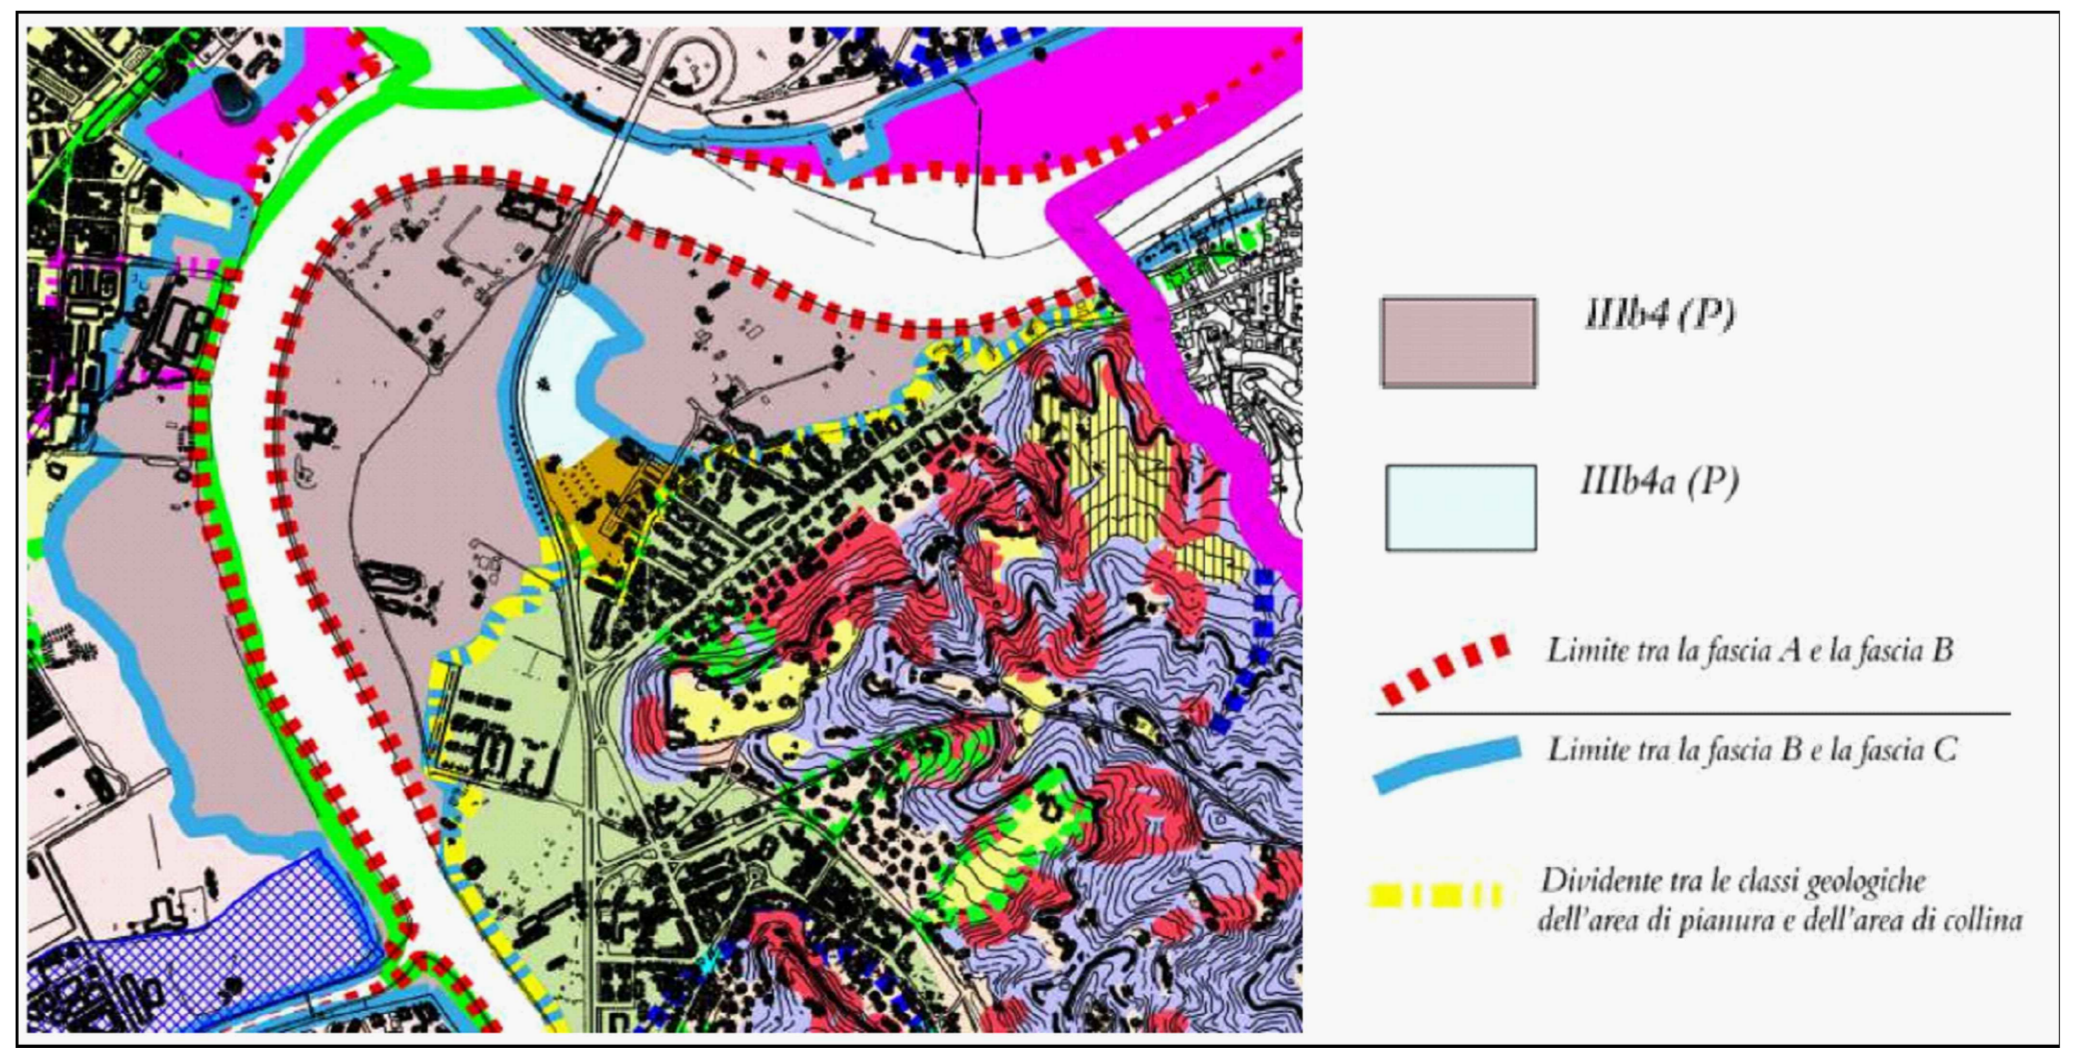 IIIb4 (P)
IIIb4a (P)
Limite tra la fascia A e la fascia B
Limite tra la fascia B e la fascia C
Dividente tra le classi geologiche
dell'area di pianura e dell'area di collina